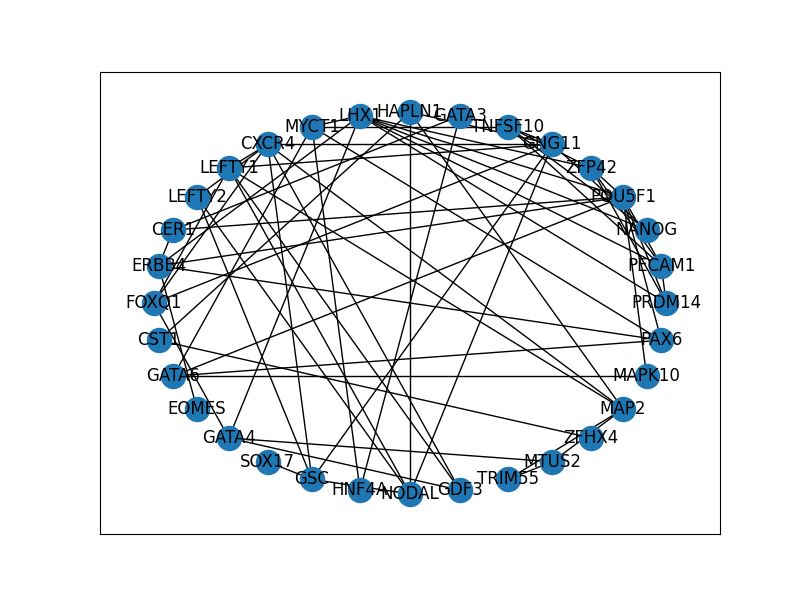 HAPLN1
LHX1
GATA3
MYCT1
TNFSF10
CXCR4
GNG11
LEFTY1
ZFP42
LEFTY2
POU5F1
CER1
NANOG
ERBB4
PECAM1
FOXQ1
PRDM14
CST1
PAX6
GATA6
MAPK10
EOMES
MAP2
GATA4
ZFHX4
SOX17
MTUS2
GSC
TRIM55
HNF4A
GDF3
NODAL